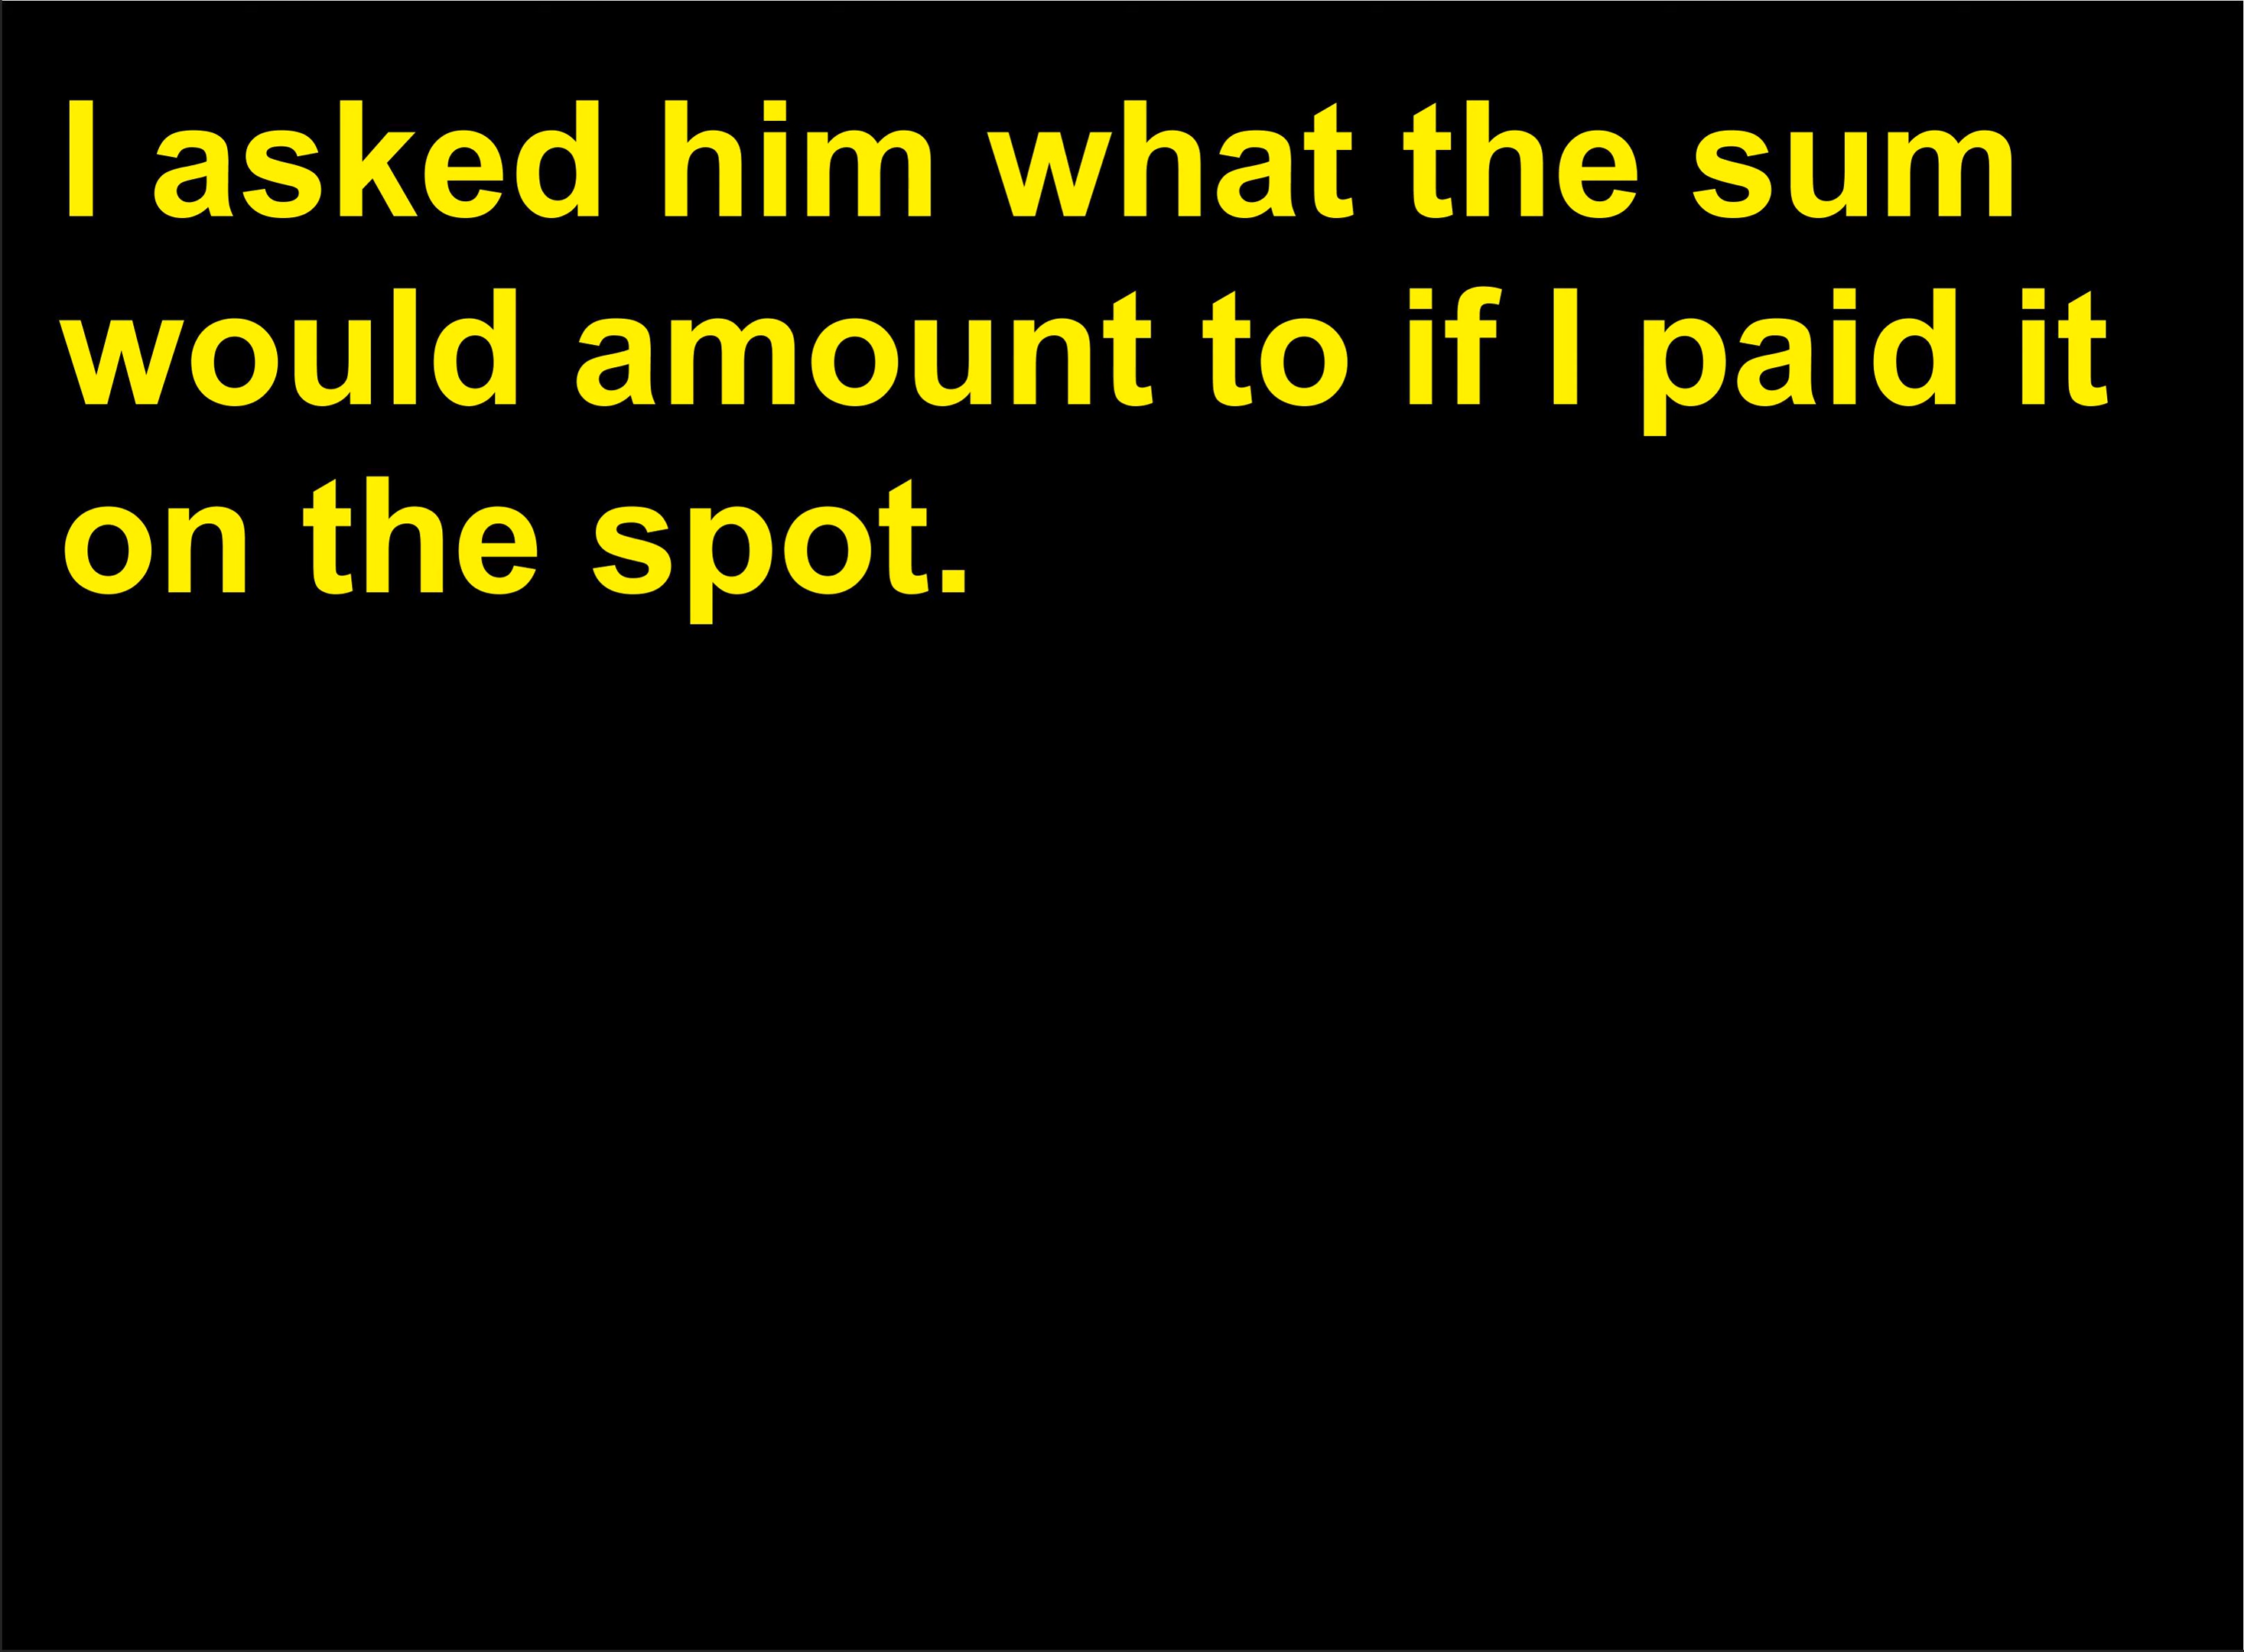 I asked him what the sum
would amount to if I paid it
on the spot.